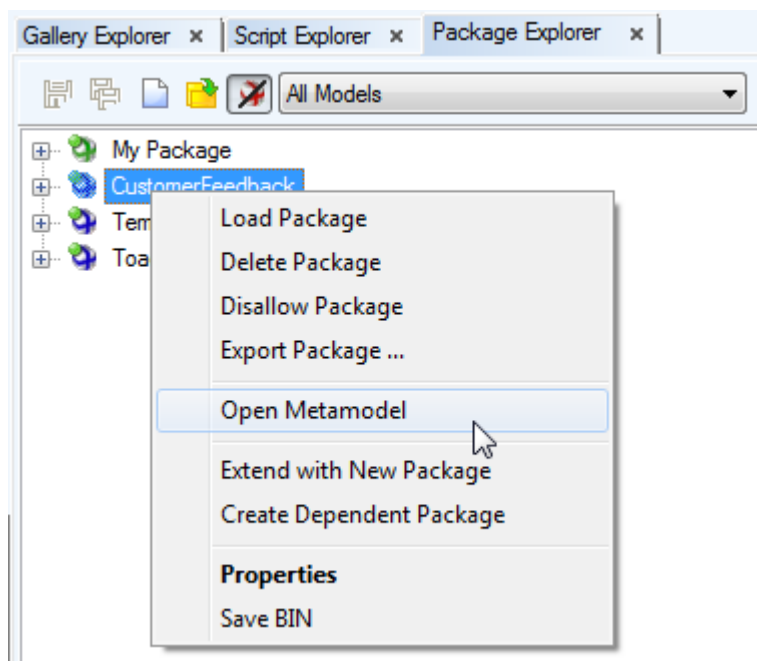 Gallery Explorer Script Explorer Package Explorer
All Models
My Package
CustomerFeedback
Load Package
Delete Package
Disallow Package
Export Package ...
Open Metamodel
Extend with New Package
Create Dependent Package
Properties
Save BIN